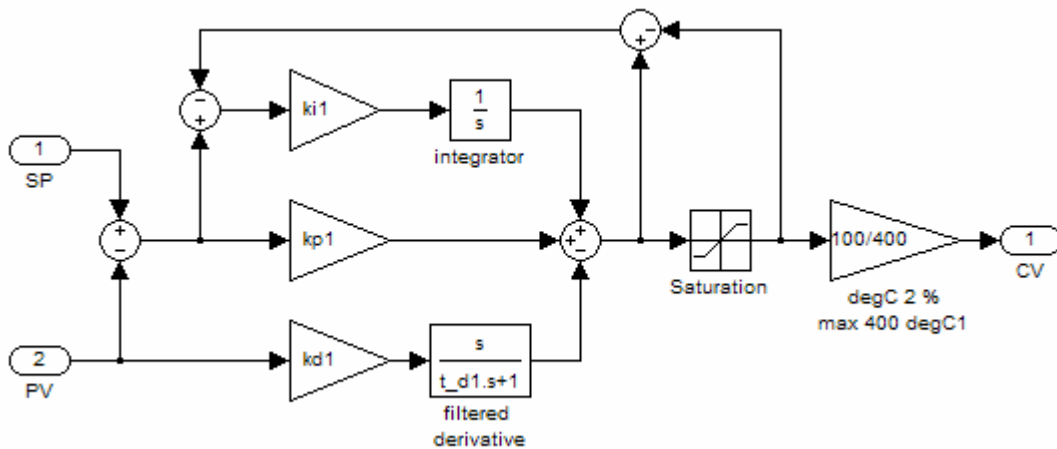 ki1
1
s
integrator
1
SP
kp1
Saturation
100/400
1
CV
degC 2 %
max 400 degC1
2
PV
kd1
s
t_d1.s+1
filtered
derivative